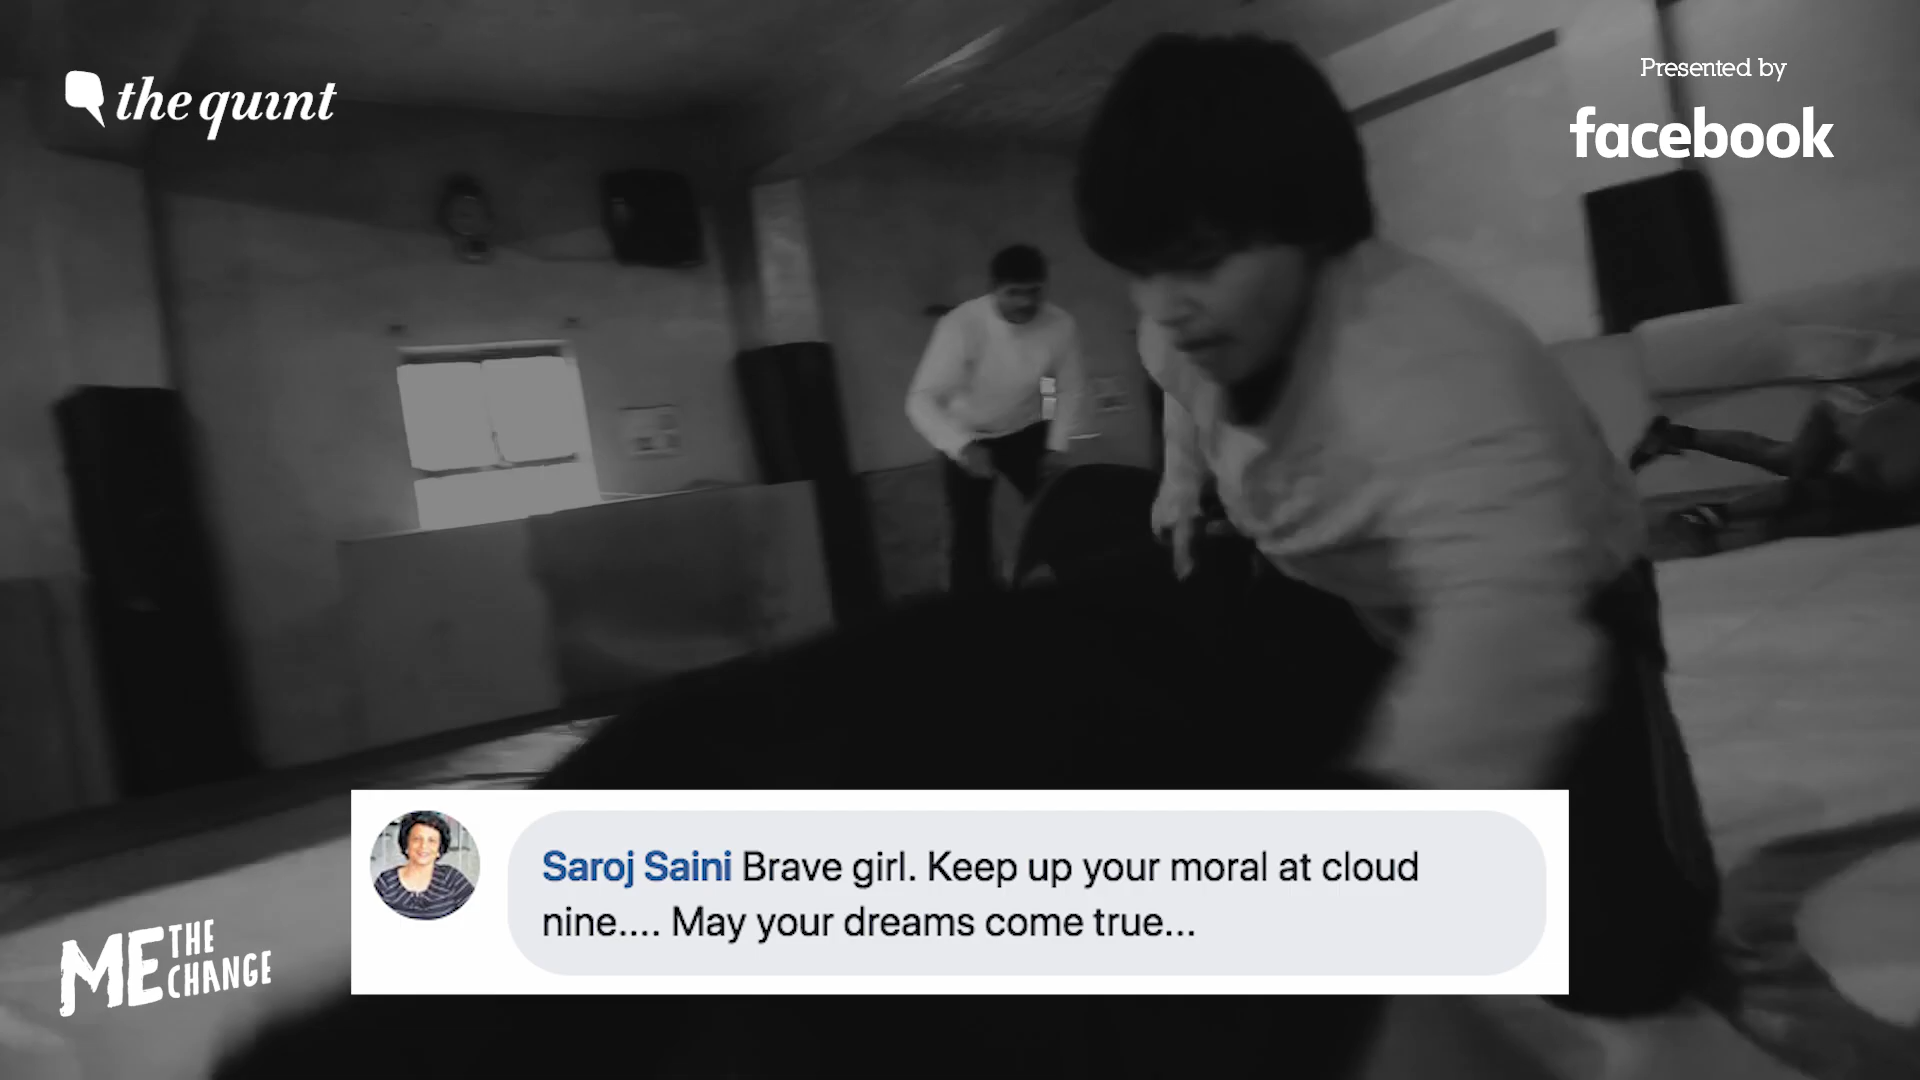 the quint
Presented by
facebook
Saroj Saini Brave girl. Keep up your moral at cloud
nine.... May your dreams come true...
ME THE
CHANGE